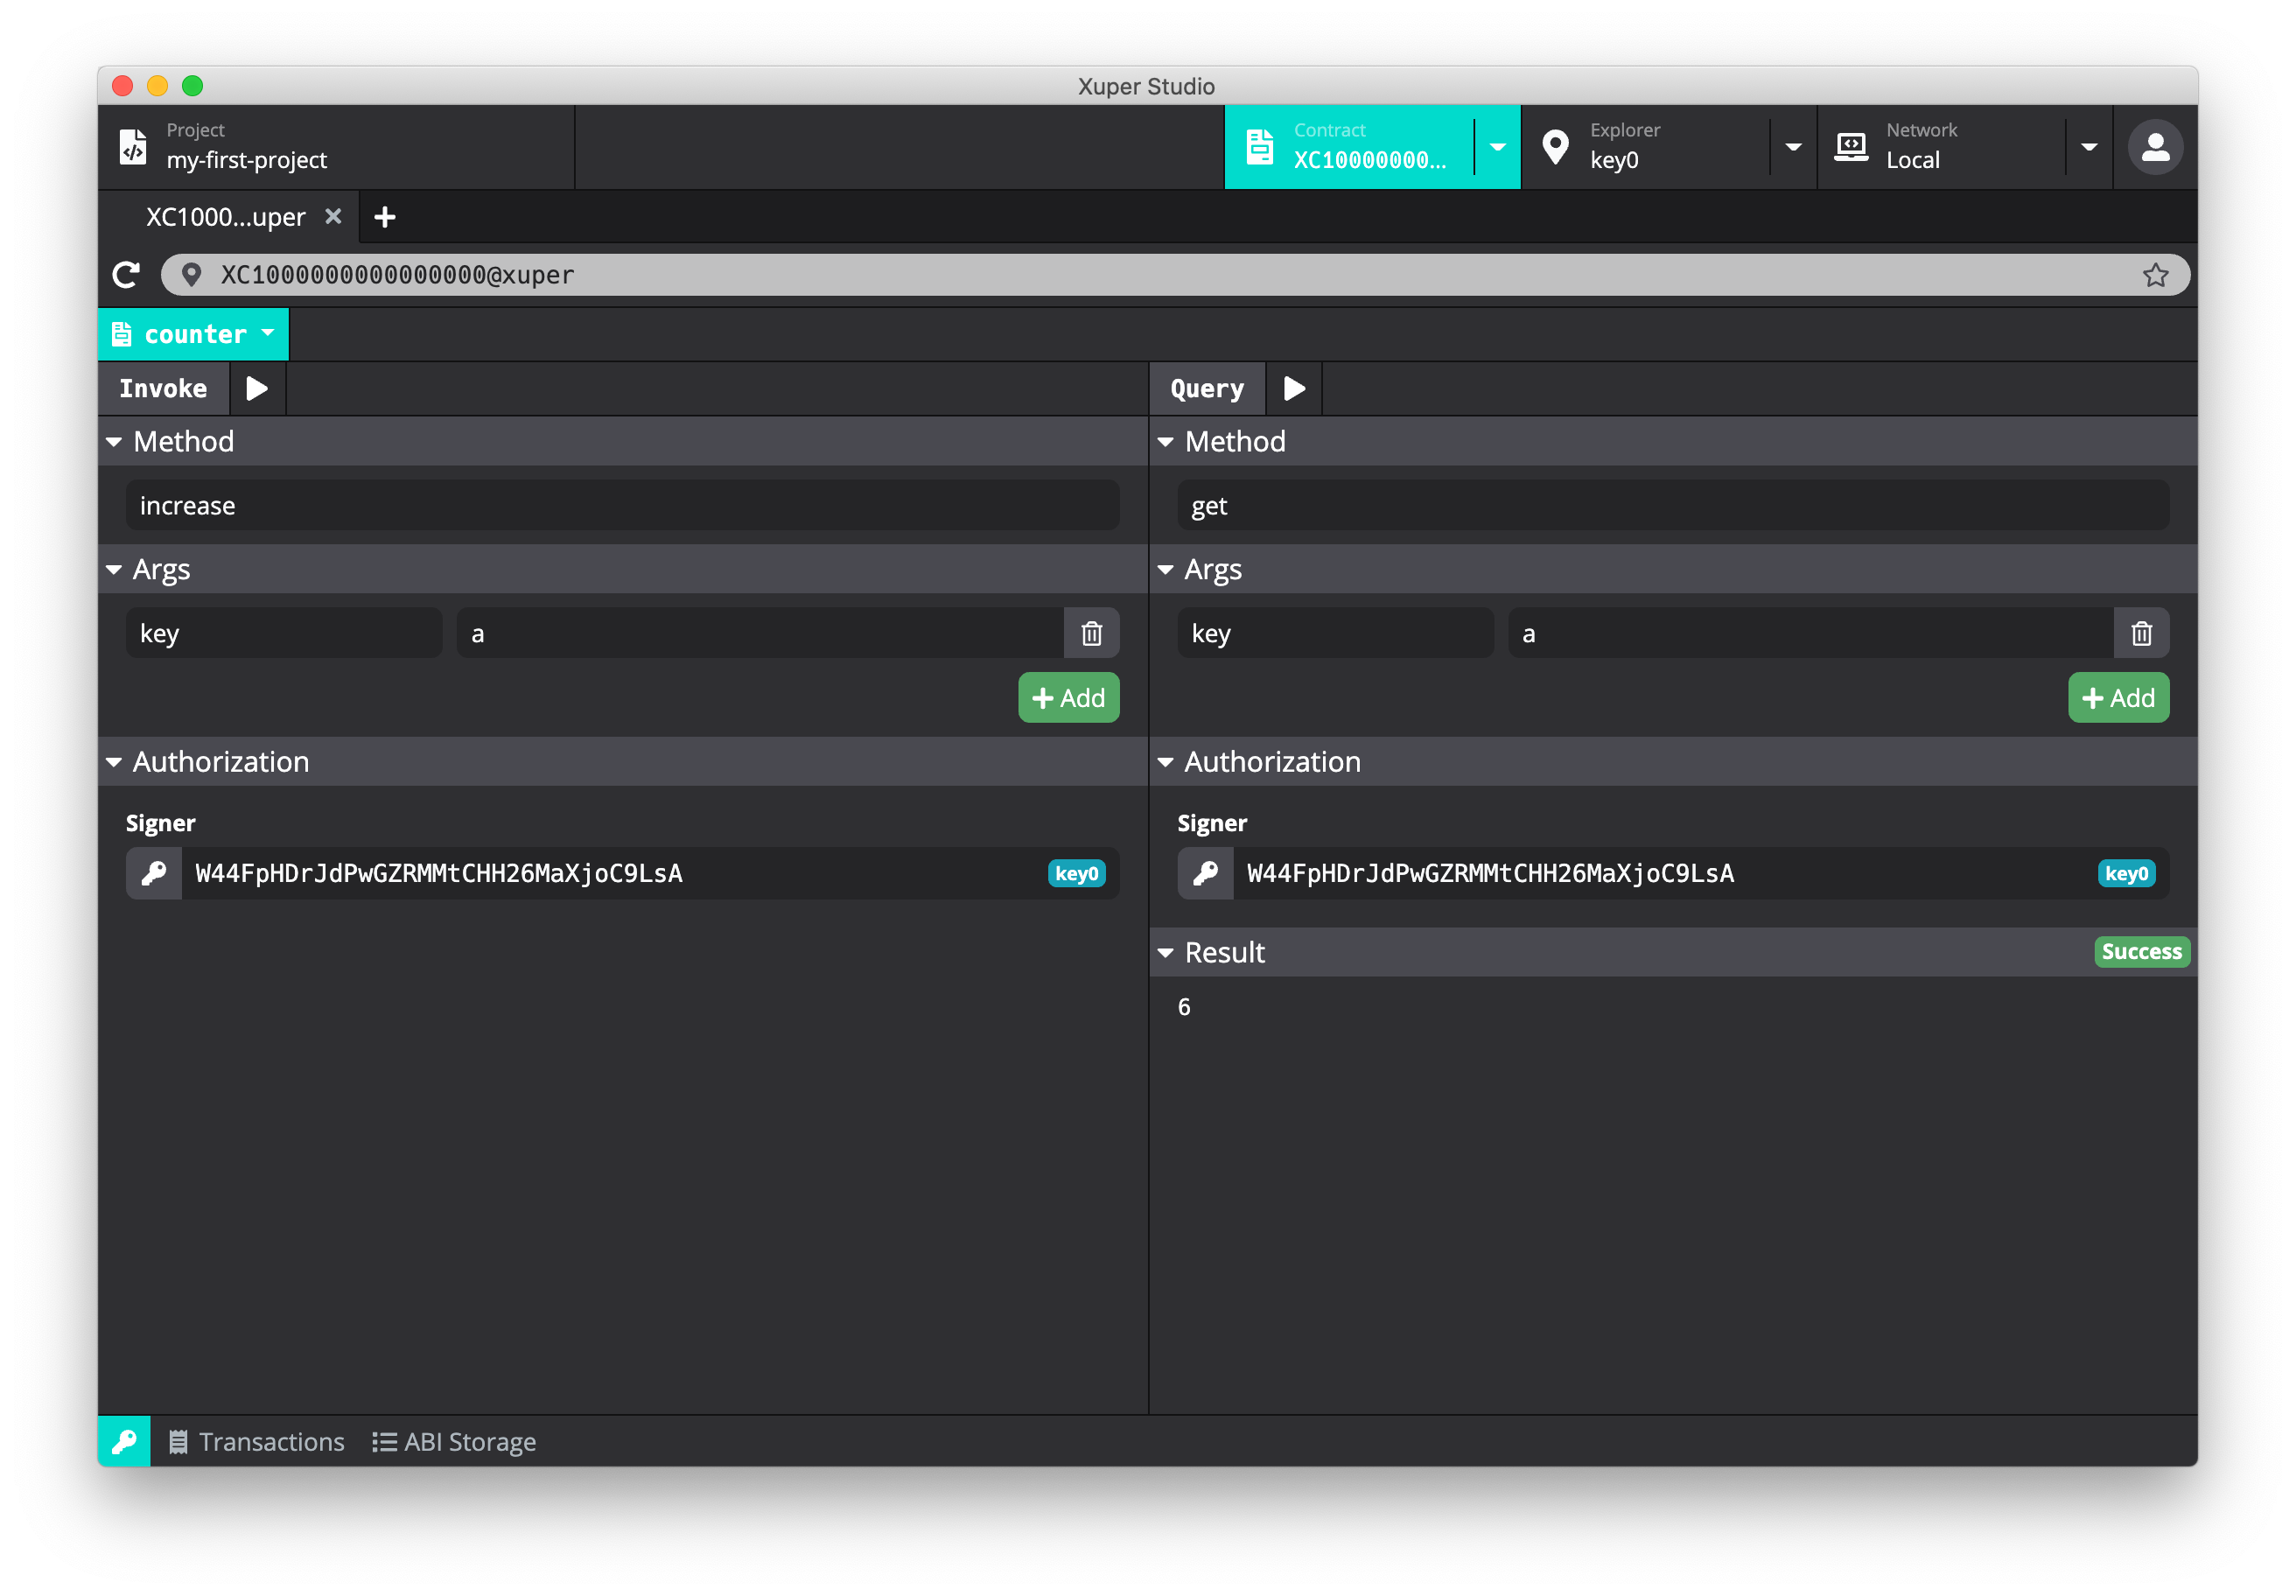 Xuper Studio
Project
my-first-project
Contract
XC10000000...
Explorer
key0
Network
Local
XC1000...uper
XC1000000000000000@xuper
counter
Invoke
Method
increase
Args
key a
Add
Authorization
Signer
W44FpHDrJdPwGZRMMtCHH26MaXjoC9LsA key0
Query
Method
get
Args
key a
Add
Authorization
Signer
W44FpHDrJdPwGZRMMtCHH26MaXjoC9LsA key0
Result Success
6
Transactions ABI Storage